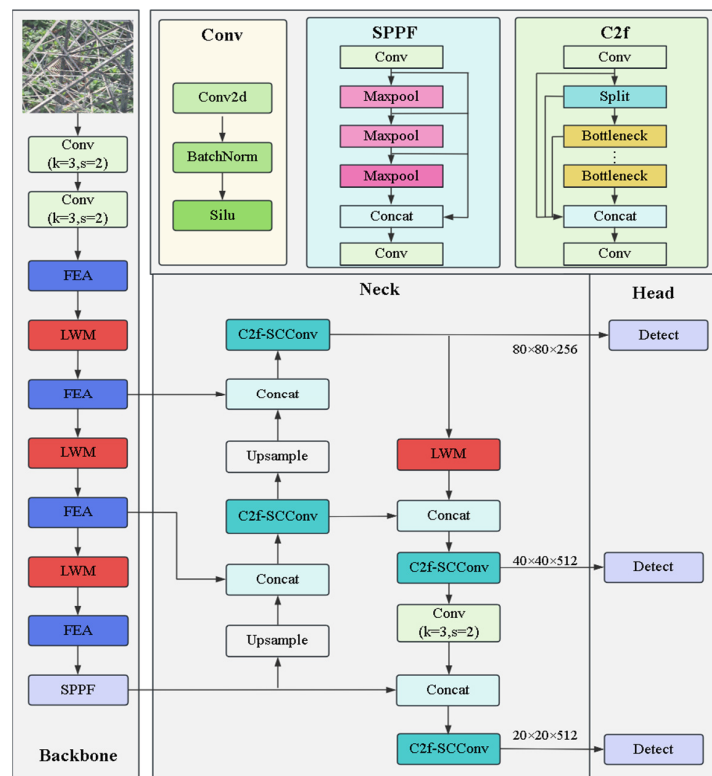 Conv
Conv2d
BatchNorm
Silu
SPPF
Conv
Maxpool
Maxpool
Maxpool
Concat
Conv
C2f
Conv
Split
Bottleneck
⋮
Bottleneck
Concat
Conv
Conv
(k=3,s=2)
Conv
(k=3,s=2)
FEA
LWM
FEA
LWM
FEA
LWM
FEA
SPPF
Backbone
Neck
C2f-SCConv
Concat
Upsample
C2f-SCConv
Concat
Upsample
LWM
Concat
C2f-SCConv
Conv
(k=3,s=2)
Concat
C2f-SCConv
80×80×256
40×40×512
20×20×512
Head
Detect
Detect
Detect